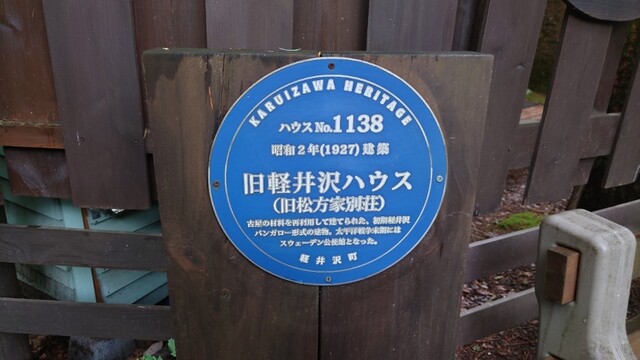 KARUIZAWA HERITAGE
ハウスNo.1138
昭和2年(1927)建築
旧軽井沢ハウス
(旧松方家別荘)
古屋の材料を再利用して建てられた、初期軽井沢
バンガロー形式の建物。太平洋戦争末期には
スウェーデン公使館となった。
軽井沢町